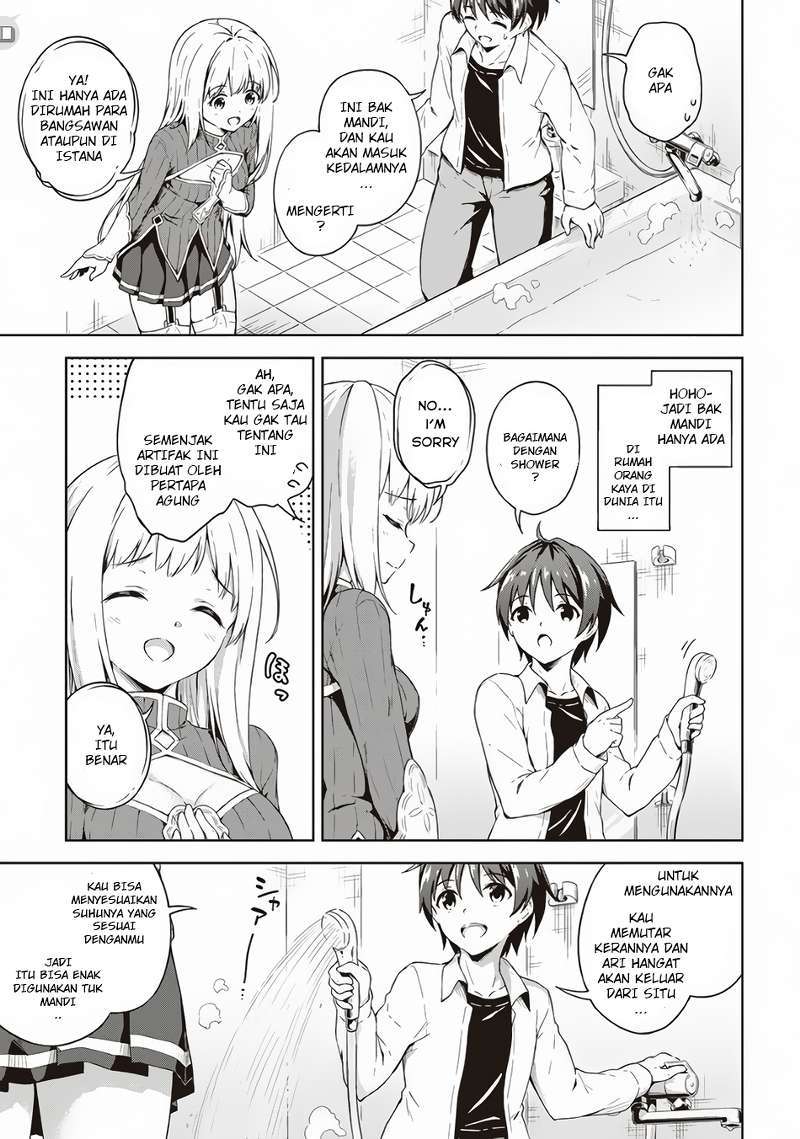 GAK
APA
INI BAK
MANDI,
DAN KAU
AKAN MASUK
KEDALAMNYA
...
MENGERTI
?
YA!
INI HANYA ADA
DIRUMAH PARA
BANGSAWAN
ATAUPUN DI
ISTANA
HOHO-
JADI BAK
MANDI
HANYA ADA
DI
RUMAH
ORANG
KAYA DI
DUNIA ITU
...
BAGAIMANA
DENGAN
SHOWER
?
NO...
I'M
SORRY
しゅん…
AH,
GAK APA,
TENTU SAJA
KAU GAK TAU
TENTANG
INI
SEMENJAK
ARTIFAK INI
DIBUAT OLEH
PERTAPA
AGUNG
ほっ
YA,
ITU
BENAR
UNTUK
MENGUNAKANNYA
KAU
MEMUTAR
KERANNYA DAN
ARI HANGAT
AKAN KELUAR
DARI SITU
...
シャアァ
KAU BISA
MENYESUAIKAN
SUHUNYA YANG
SESUAI
DENGANMU
JADI
ITU BISA ENAK
DIGUNAKAN TUK
MANDI
..